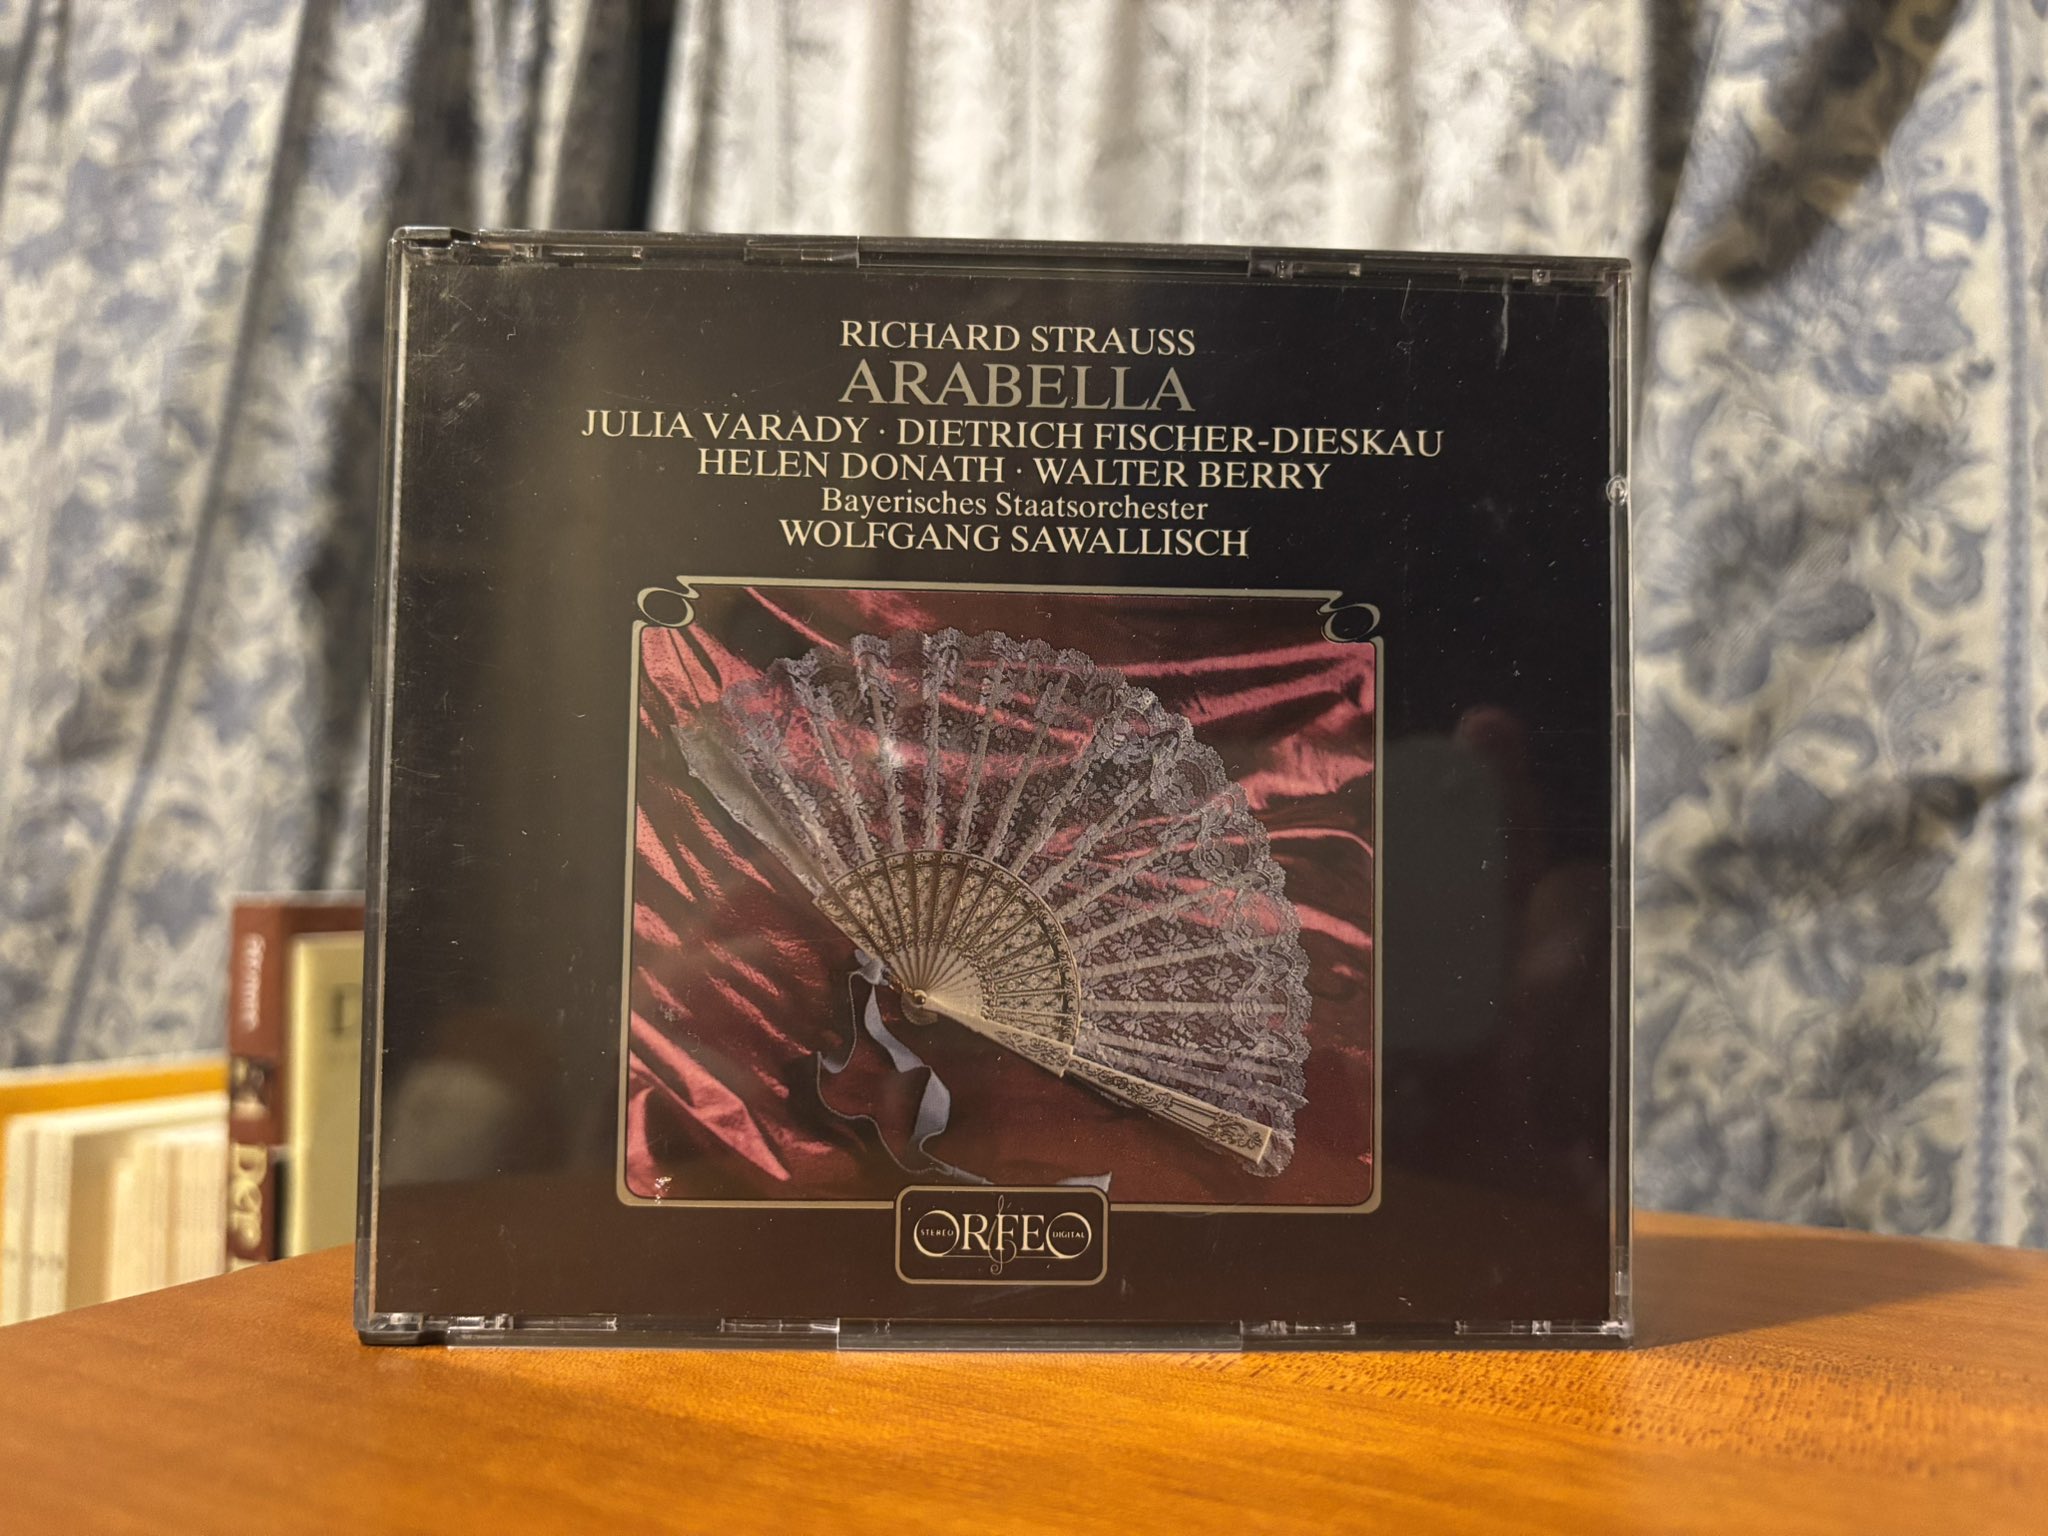 RICHARD STRAUSS
ARABELLA
JULIA VARADY · DIETRICH FISCHER-DIESKAU
HELEN DONATH · WALTER BERRY
Bayerisches Staatsorchester
WOLFGANG SAWALLISCH
STEREO ORFEO DIGITAL
Der
D